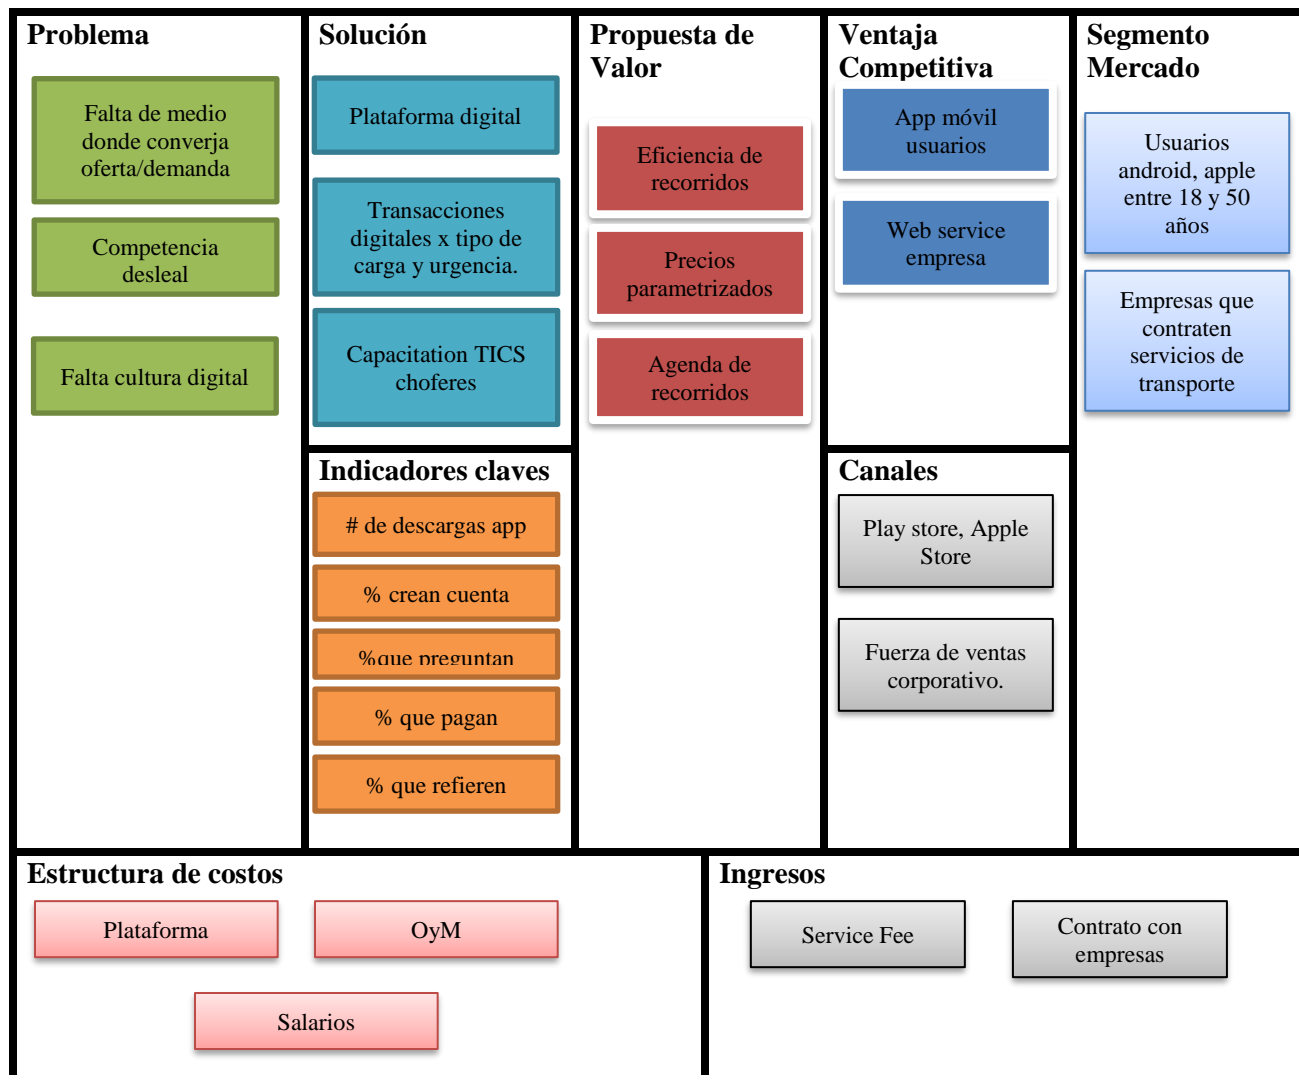 Problema
Falta de medio
donde converja
oferta/demanda
Competencia
desleal
Falta cultura digital
Solución
Plataforma digital
Transacciones
digitales x tipo de
carga y urgencia.
Capacitation TICS
choferes
Indicadores claves
# de descargas app
% crean cuenta
%que preguntan
% que pagan
% que refieren
Propuesta de
Valor
Eficiencia de
recorridos
Precios
parametrizados
Agenda de
recorridos
Ventaja
Competitiva
App móvil
usuarios
Web service
empresa
Canales
Play store, Apple
Store
Fuerza de ventas
corporativo.
Segmento
Mercado
Usuarios
android, apple
entre 18 y 50
años
Empresas que
contraten
servicios de
transporte
Estructura de costos
Plataforma
OyM
Salarios
Ingresos
Service Fee
Contrato con
empresas